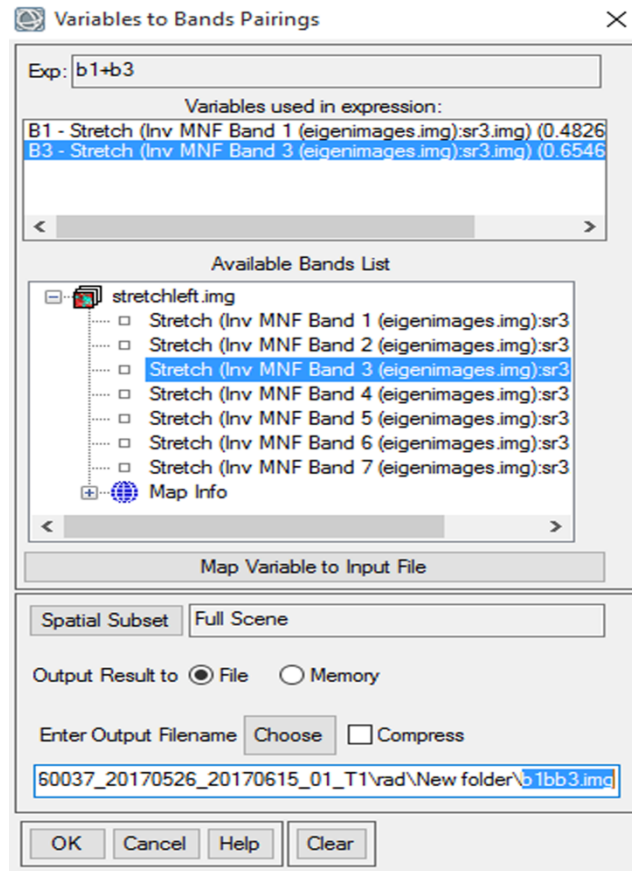 Variables to Bands Pairings
Exp: b1+b3
Variables used in expression:
B1 - Stretch (Inv MNF Band 1 (eigenimages.img):sr3.img) (0.4826
B3 - Stretch (Inv MNF Band 3 (eigenimages.img):sr3.img) (0.6546
Available Bands List
stretchleft.img
Stretch (Inv MNF Band 1 (eigenimages.img):sr3
Stretch (Inv MNF Band 2 (eigenimages.img):sr3
Stretch (Inv MNF Band 3 (eigenimages.img):sr3
Stretch (Inv MNF Band 4 (eigenimages.img):sr3
Stretch (Inv MNF Band 5 (eigenimages.img):sr3
Stretch (Inv MNF Band 6 (eigenimages.img):sr3
Stretch (Inv MNF Band 7 (eigenimages.img):sr3
Map Info
Map Variable to Input File
Spatial Subset Full Scene
Output Result to File Memory
Enter Output Filename Choose Compress
60037_20170526_20170615_01_T1\rad\New folder\b1bb3.img
OK Cancel Help Clear